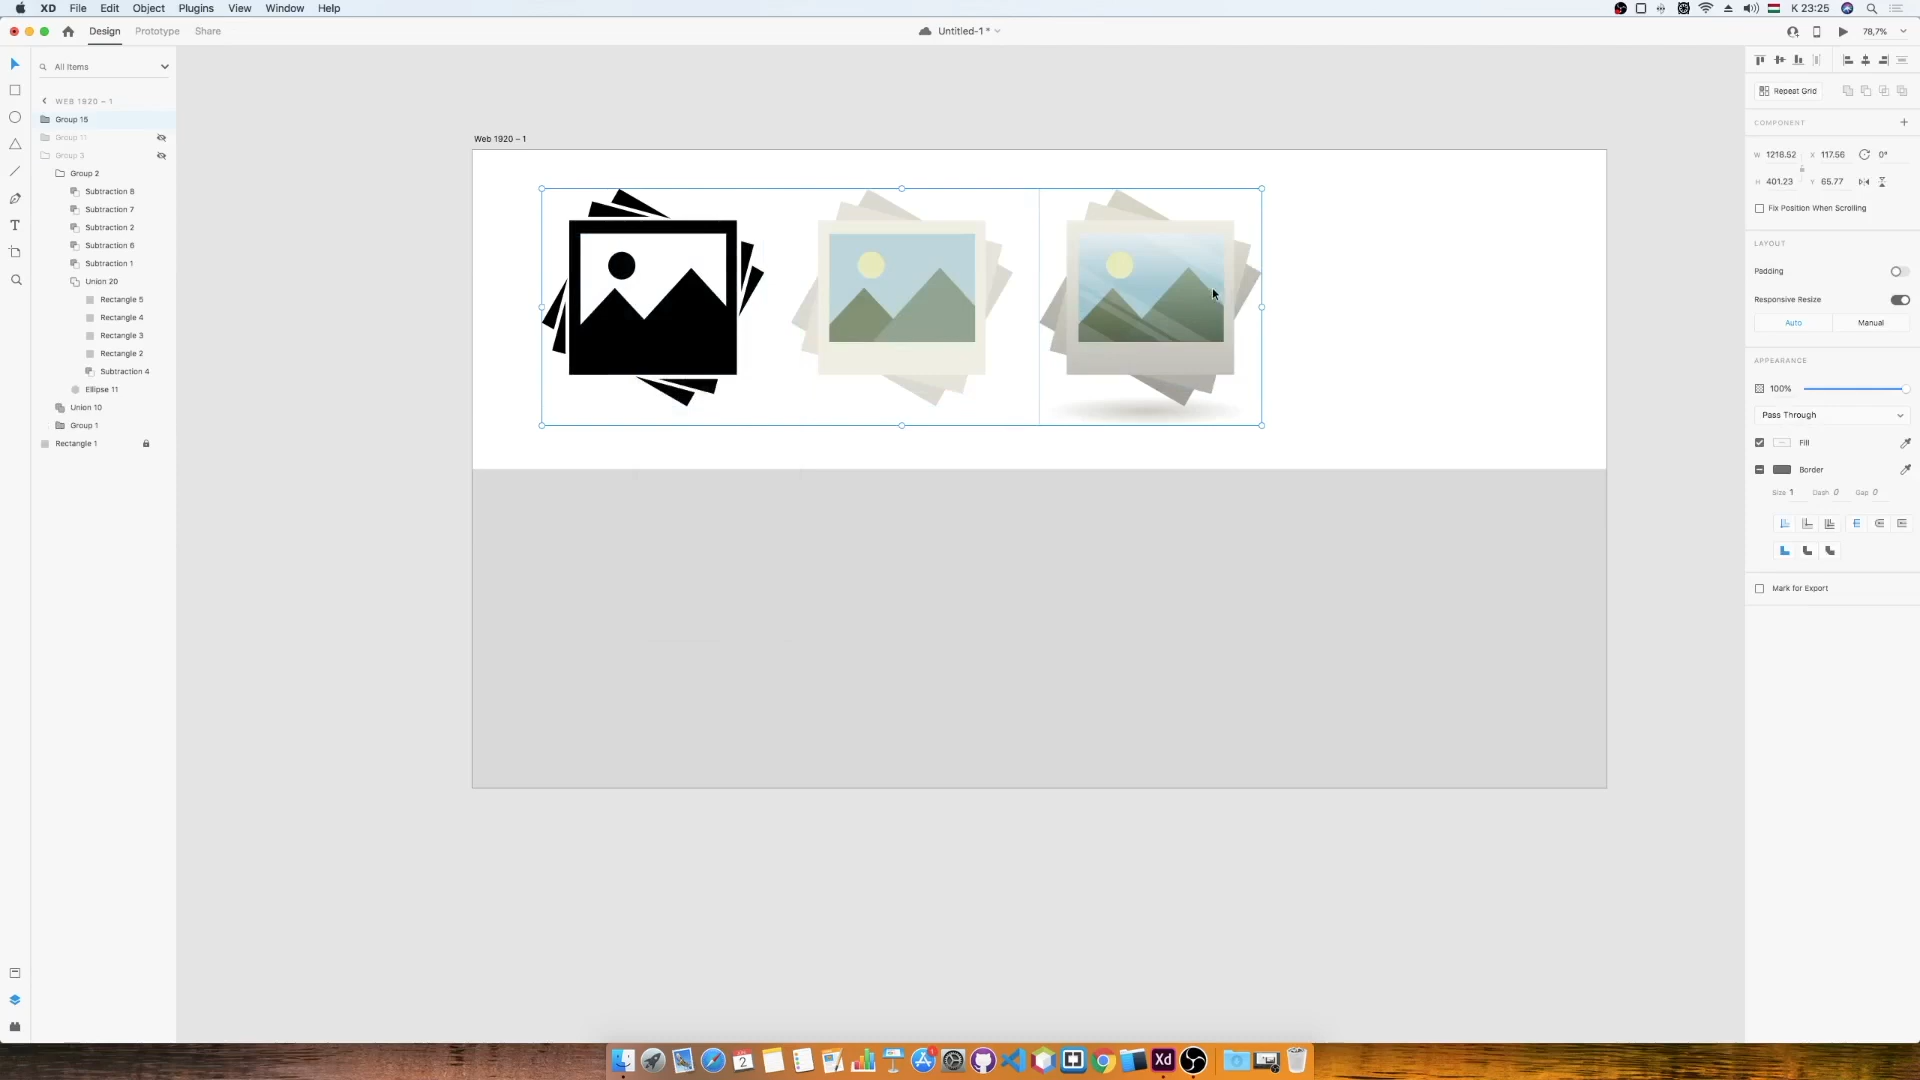 XD File Edit Object Plugins View Window Help
K 23:25
Design Prototype Share
Untitled-1 *
78,7%
All Items
WEB 1920 – 1
Group 15
Group 11
Group 3
Group 2
Subtraction 8
Subtraction 7
Subtraction 2
Subtraction 6
Subtraction 1
Union 20
Rectangle 5
Rectangle 4
Rectangle 3
Rectangle 2
Subtraction 4
Ellipse 11
Union 10
Group 1
Rectangle 1
Web 1920 – 1
Repeat Grid
COMPONENT
W 1218.52 X 117.56 0°
H 401.23 Y 65.77
Fix Position When Scrolling
LAYOUT
Padding
Responsive Resize
Auto Manual
APPEARANCE
100%
Pass Through
Fill
Border
Size 1 Dash 0 Gap 0
Mark for Export
2
Xd